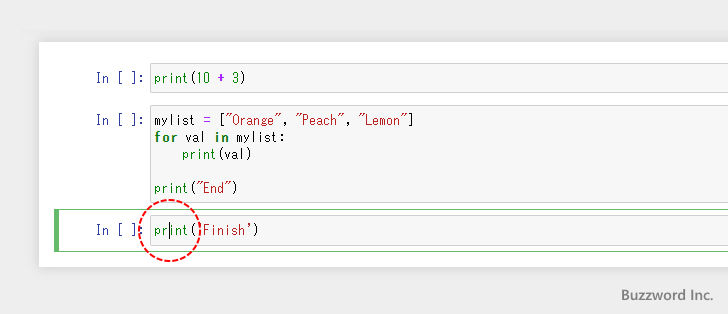 In [ ]: print(10 + 3)
In [ ]: mylist = ["Orange", "Peach", "Lemon"]
for val in mylist:
    print(val)
print("End")
In [ ]: print('Finish')
Buzzword Inc.